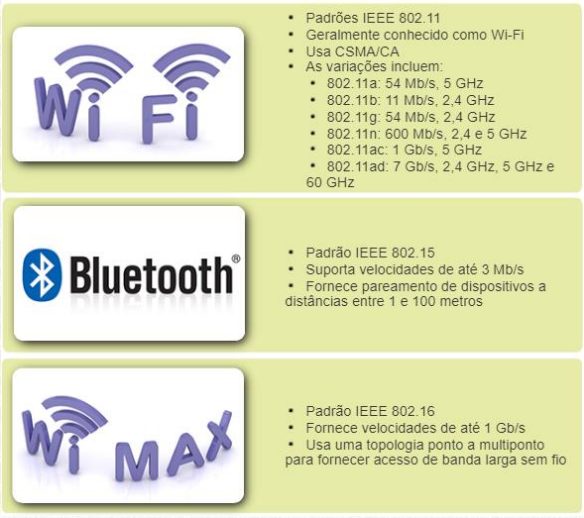 Wi Fi
• Padrões IEEE 802.11
• Geralmente conhecido como Wi-Fi
• Usa CSMA/CA
• As variações incluem:
• 802.11a: 54 Mb/s, 5 GHz
• 802.11b: 11 Mb/s, 2,4 GHz
• 802.11g: 54 Mb/s, 2,4 GHz
• 802.11n: 600 Mb/s, 2,4 e 5 GHz
• 802.11ac: 1 Gb/s, 5 GHz
• 802.11ad: 7 Gb/s, 2,4 GHz, 5 GHz e
60 GHz
Bluetooth®
• Padrão IEEE 802.15
• Suporta velocidades de até 3 Mb/s
• Fornece pareamento de dispositivos a
distâncias entre 1 e 100 metros
Wi MAX
• Padrão IEEE 802.16
• Fornece velocidades de até 1 Gb/s
• Usa uma topologia ponto a multiponto
para fornecer acesso de banda larga sem fio